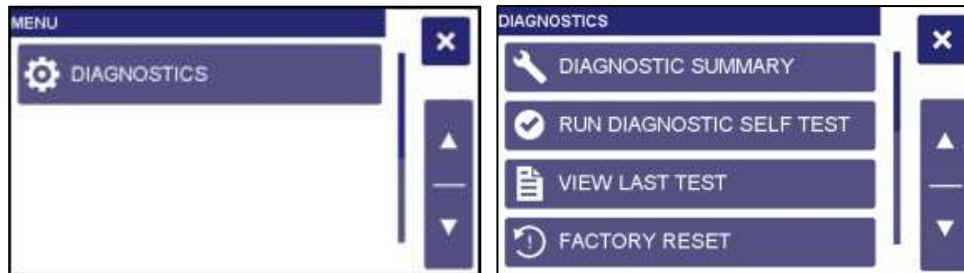 MENU
DIAGNOSTICS
DIAGNOSTICS
DIAGNOSTIC SUMMARY
RUN DIAGNOSTIC SELF TEST
VIEW LAST TEST
FACTORY RESET